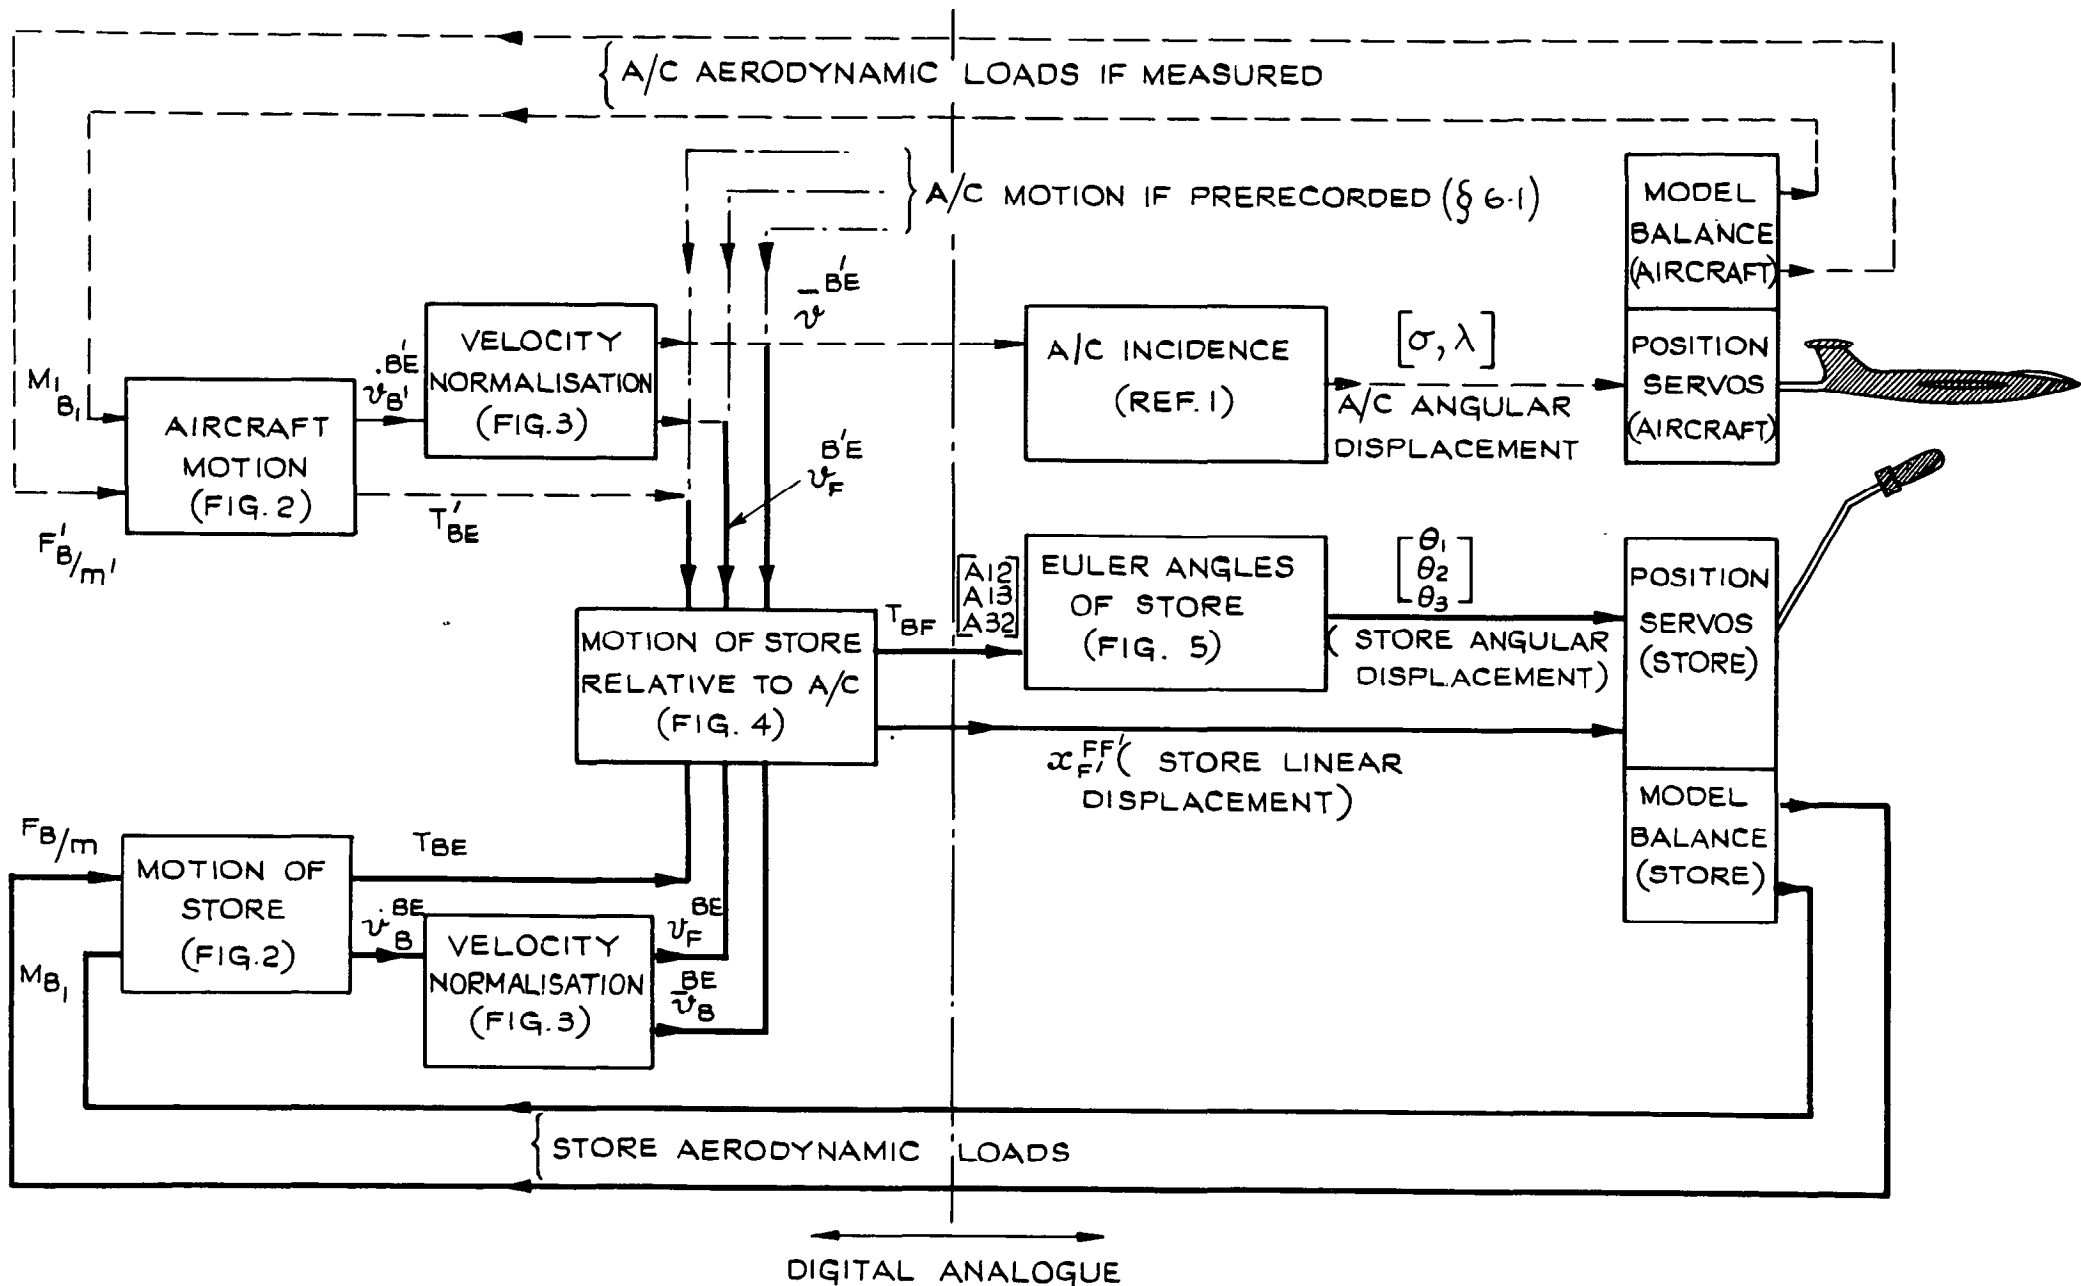 A/C AERODYNAMIC LOADS IF MEASURED
A/C MOTION IF PRERECORDED (§ 6·1)
MODEL
BALANCE
(AIRCRAFT)
POSITION
SERVOS
(AIRCRAFT)
v̄^B'E
VELOCITY
NORMALISATION
(FIG.3)
A/C INCIDENCE
(REF. 1)
[σ, λ]
A/C ANGULAR
DISPLACEMENT
M'B1
v̇B'^B'E
AIRCRAFT
MOTION
(FIG. 2)
F'B/m'
T'BE
vF^B'E
MOTION OF STORE
RELATIVE TO A/C
(FIG. 4)
TBF
[A12
A13
A32]
EULER ANGLES
OF STORE
(FIG. 5)
[θ1
θ2
θ3]
(STORE ANGULAR
DISPLACEMENT)
POSITION
SERVOS
(STORE)
xF'^FF' (STORE LINEAR
DISPLACEMENT)
MODEL
BALANCE
(STORE)
FB/m
TBE
MOTION OF
STORE
(FIG.2)
MB1
v̇B^BE
VELOCITY
NORMALISATION
(FIG.3)
vF^BE
v̄B^BE
STORE AERODYNAMIC LOADS
DIGITAL ANALOGUE